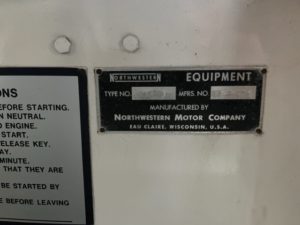 NORTHWESTERN EQUIPMENT
TYPE NO. MFRS. NO.
MANUFACTURED BY
NORTHWESTERN MOTOR COMPANY
EAU CLAIRE, WISCONSIN, U.S.A.
ONS
EFORE STARTING.
N NEUTRAL.
D ENGINE.
START.
RELEASE KEY.
AY.
MINUTE.
THAT THEY ARE
BE STARTED BY
E BEFORE LEAVING